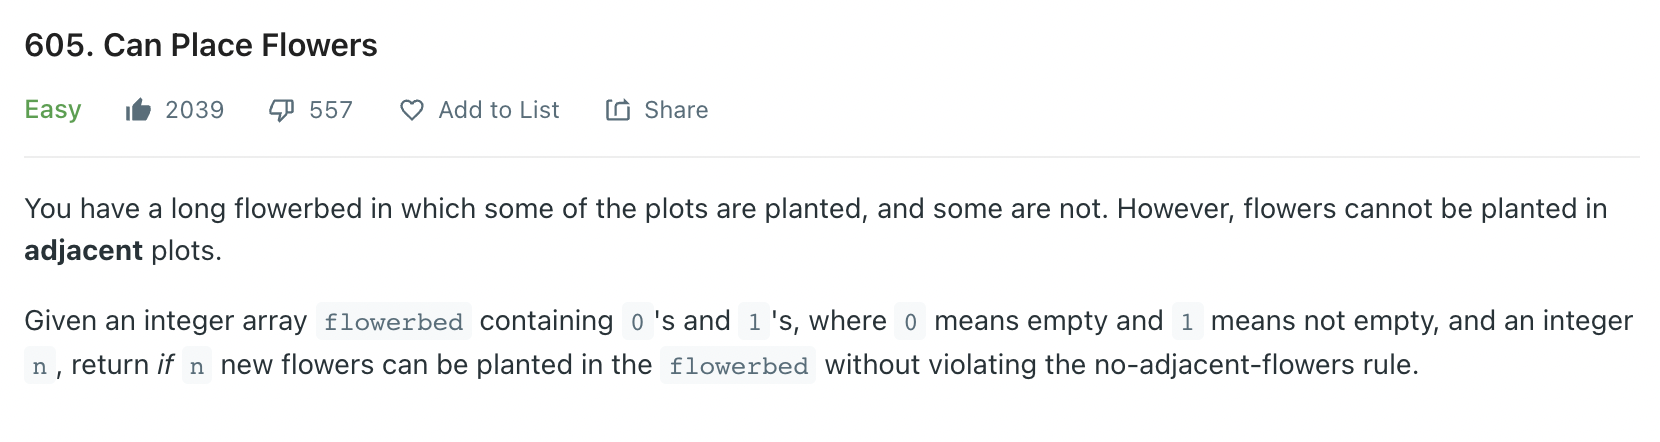 605. Can Place Flowers
Easy 2039 557 Add to List Share
You have a long flowerbed in which some of the plots are planted, and some are not. However, flowers cannot be planted in
adjacent plots.
Given an integer array flowerbed containing 0 's and 1 's, where 0 means empty and 1 means not empty, and an integer
n , return if n new flowers can be planted in the flowerbed without violating the no-adjacent-flowers rule.